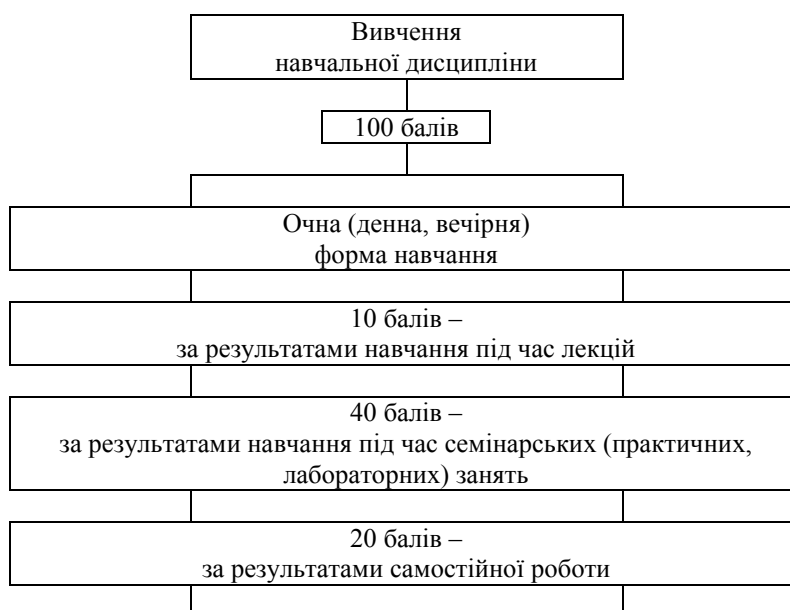 Вивчення
навчальної дисципліни
100 балів
Очна (денна, вечірня)
форма навчання
10 балів –
за результатами навчання під час лекцій
40 балів –
за результатами навчання під час семінарських (практичних,
лабораторних) занять
20 балів –
за результатами самостійної роботи